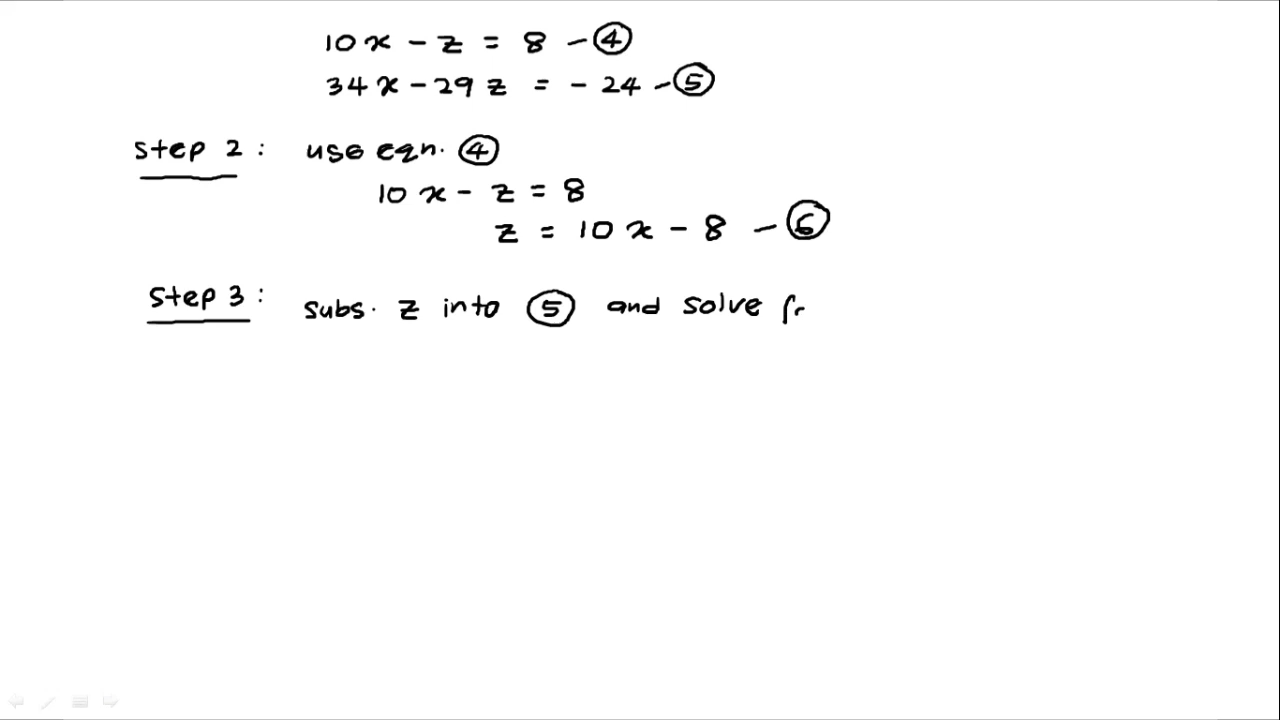 10x - z = 8 - ④
34x - 29z = - 24 - ⑤
step 2 : use eqn. ④
10x - z = 8
z = 10x - 8 - ⑥
step 3 : subs. z into ⑤ and solve fr